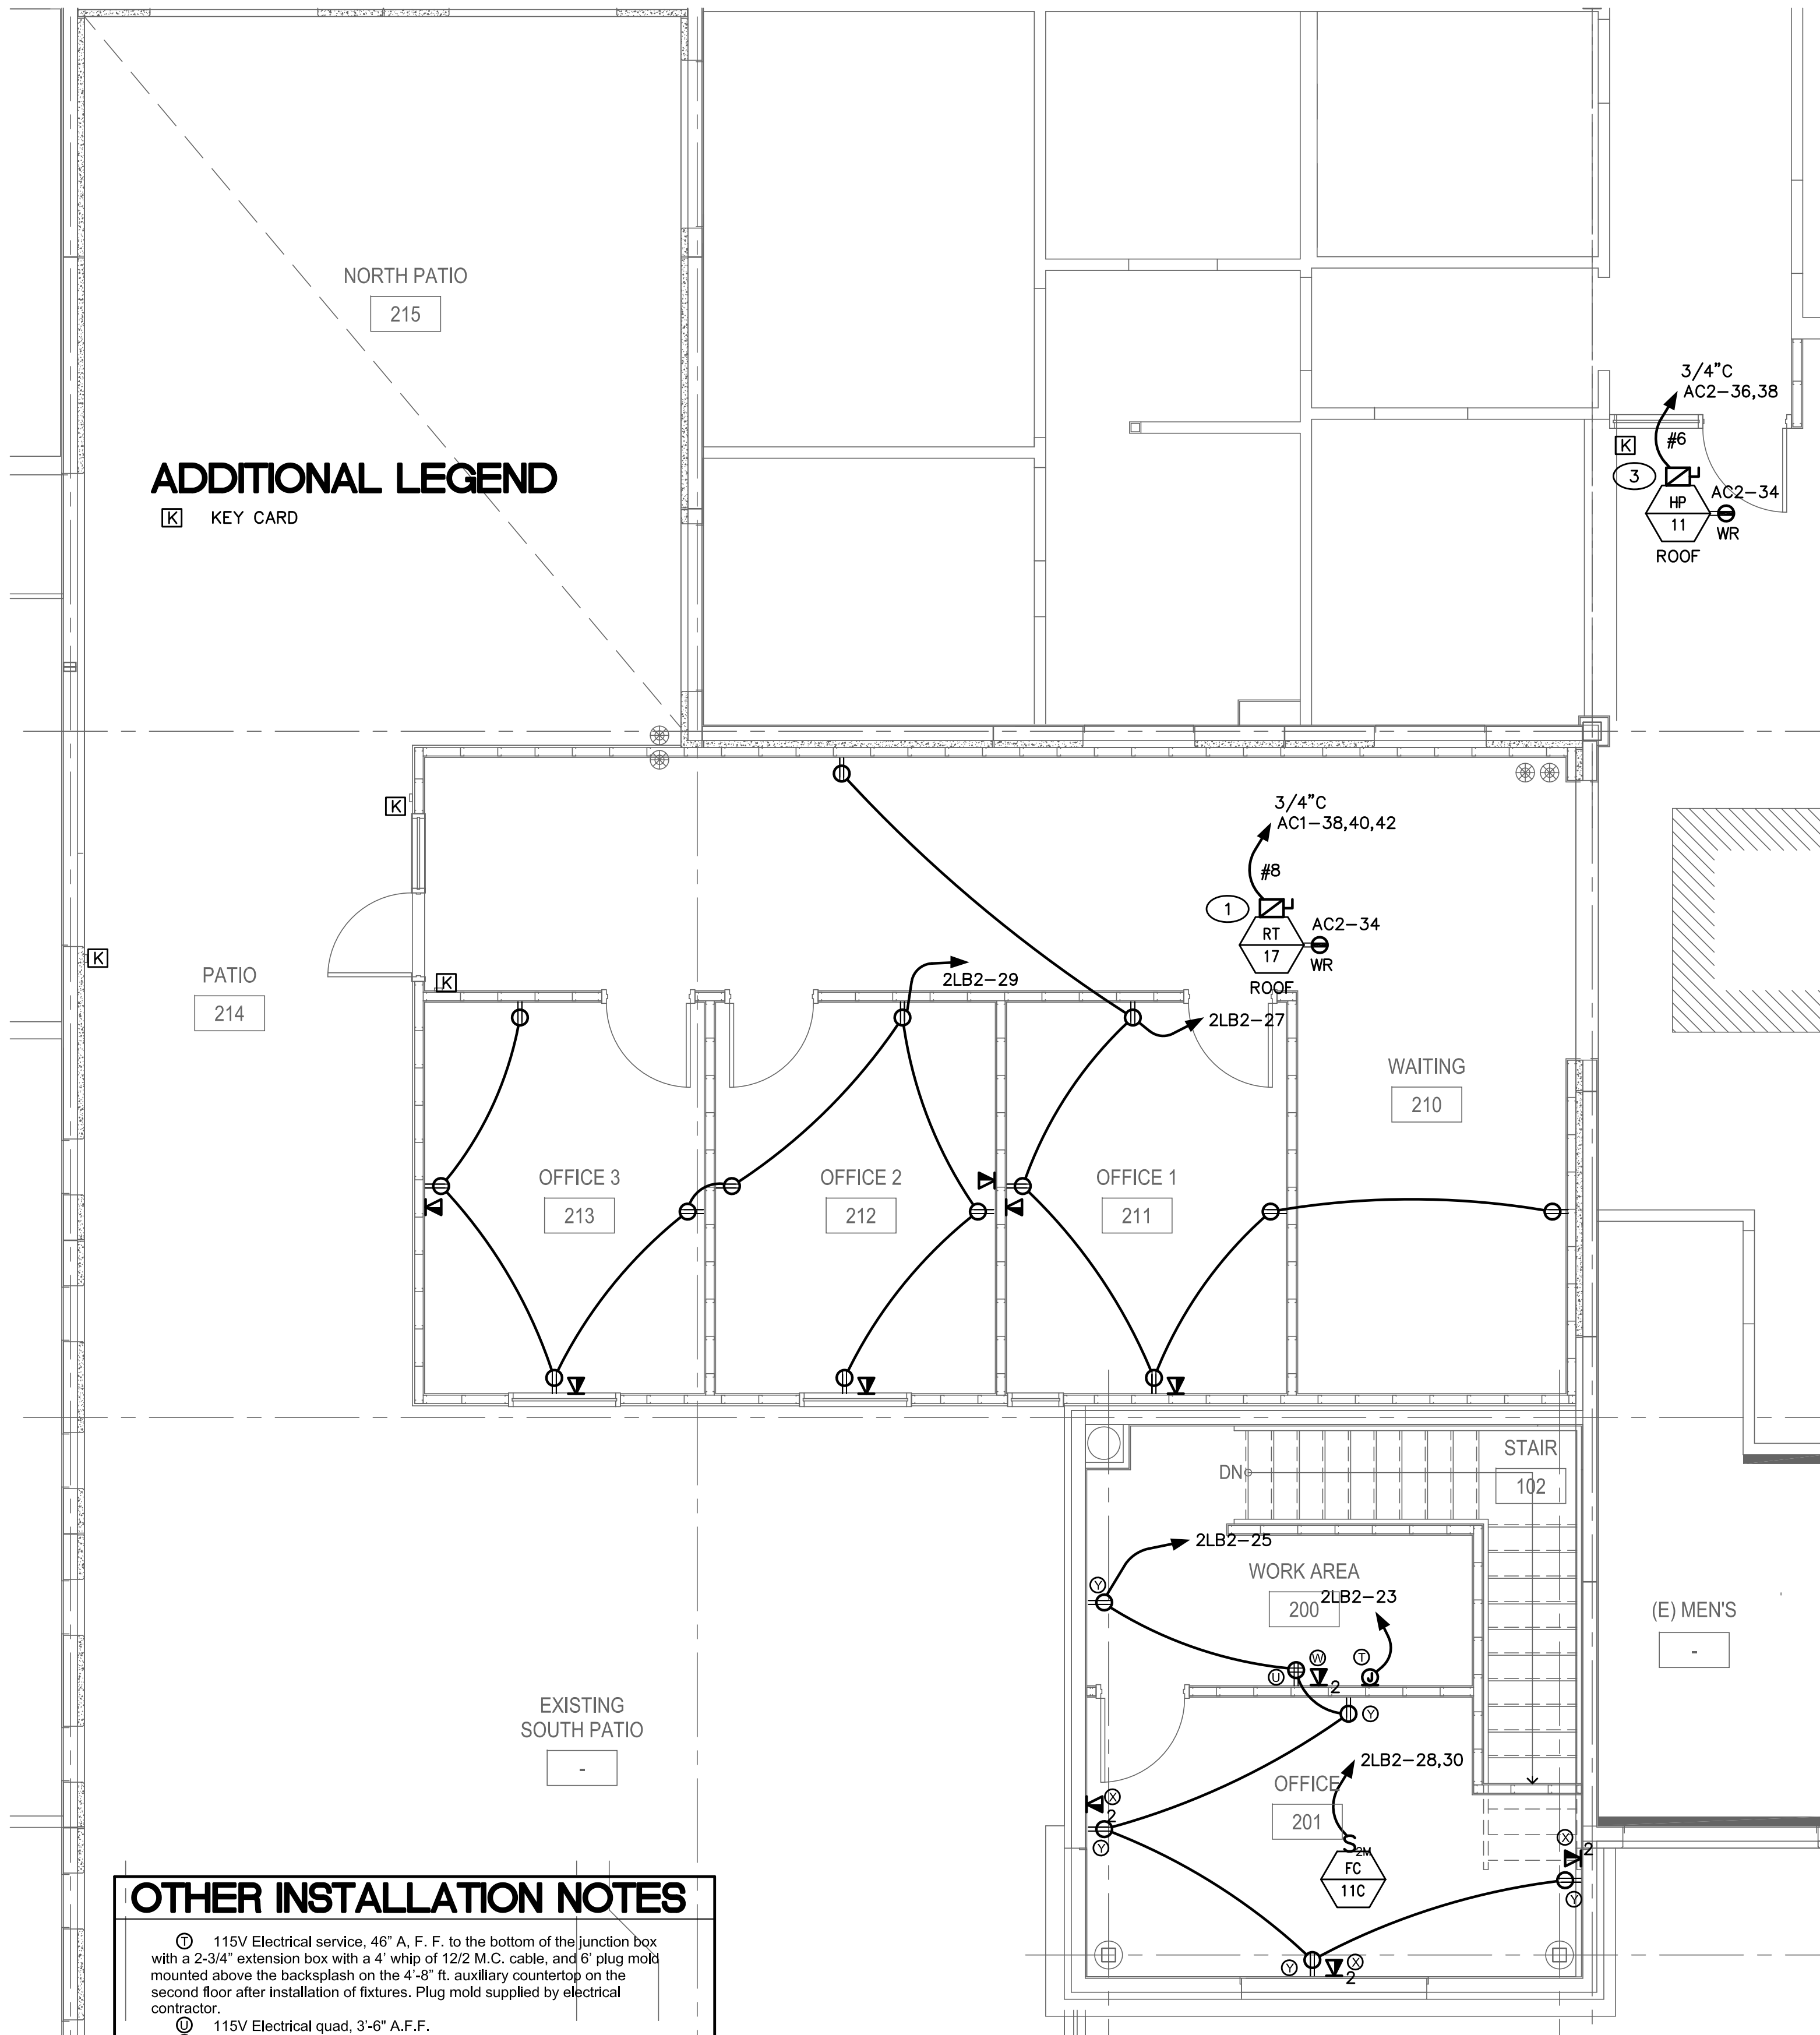 NORTH PATIO
215
ADDITIONAL LEGEND
K KEY CARD
3/4"C
AC2-36,38
#6
K
3
HP
11
AC2-34
WR
ROOF
K
3/4"C
AC1-38,40,42
#8
1
RT
17
AC2-34
WR
ROOF
K
PATIO
214
K
2LB2-29
2LB2-27
WAITING
210
OFFICE 3
213
OFFICE 2
212
OFFICE 1
211
STAIR
102
DN
2LB2-25
Y
WORK AREA
200
2LB2-23
(E) MEN'S
-
U
W
2
T
J
Y
EXISTING
SOUTH PATIO
-
2LB2-28,30
OFFICE
201
X
2
Y
S2M
FC
11C
X
2
Y
Y
X
2
OTHER INSTALLATION NOTES
T 115V Electrical service, 46" A, F. F. to the bottom of the junction box
with a 2-3/4" extension box with a 4' whip of 12/2 M.C. cable, and 6' plug mold
mounted above the backsplash on the 4'-8" ft. auxiliary countertop on the
second floor after installation of fixtures. Plug mold supplied by electrical
contractor.
U 115V Electrical quad, 3'-6" A.F.F.